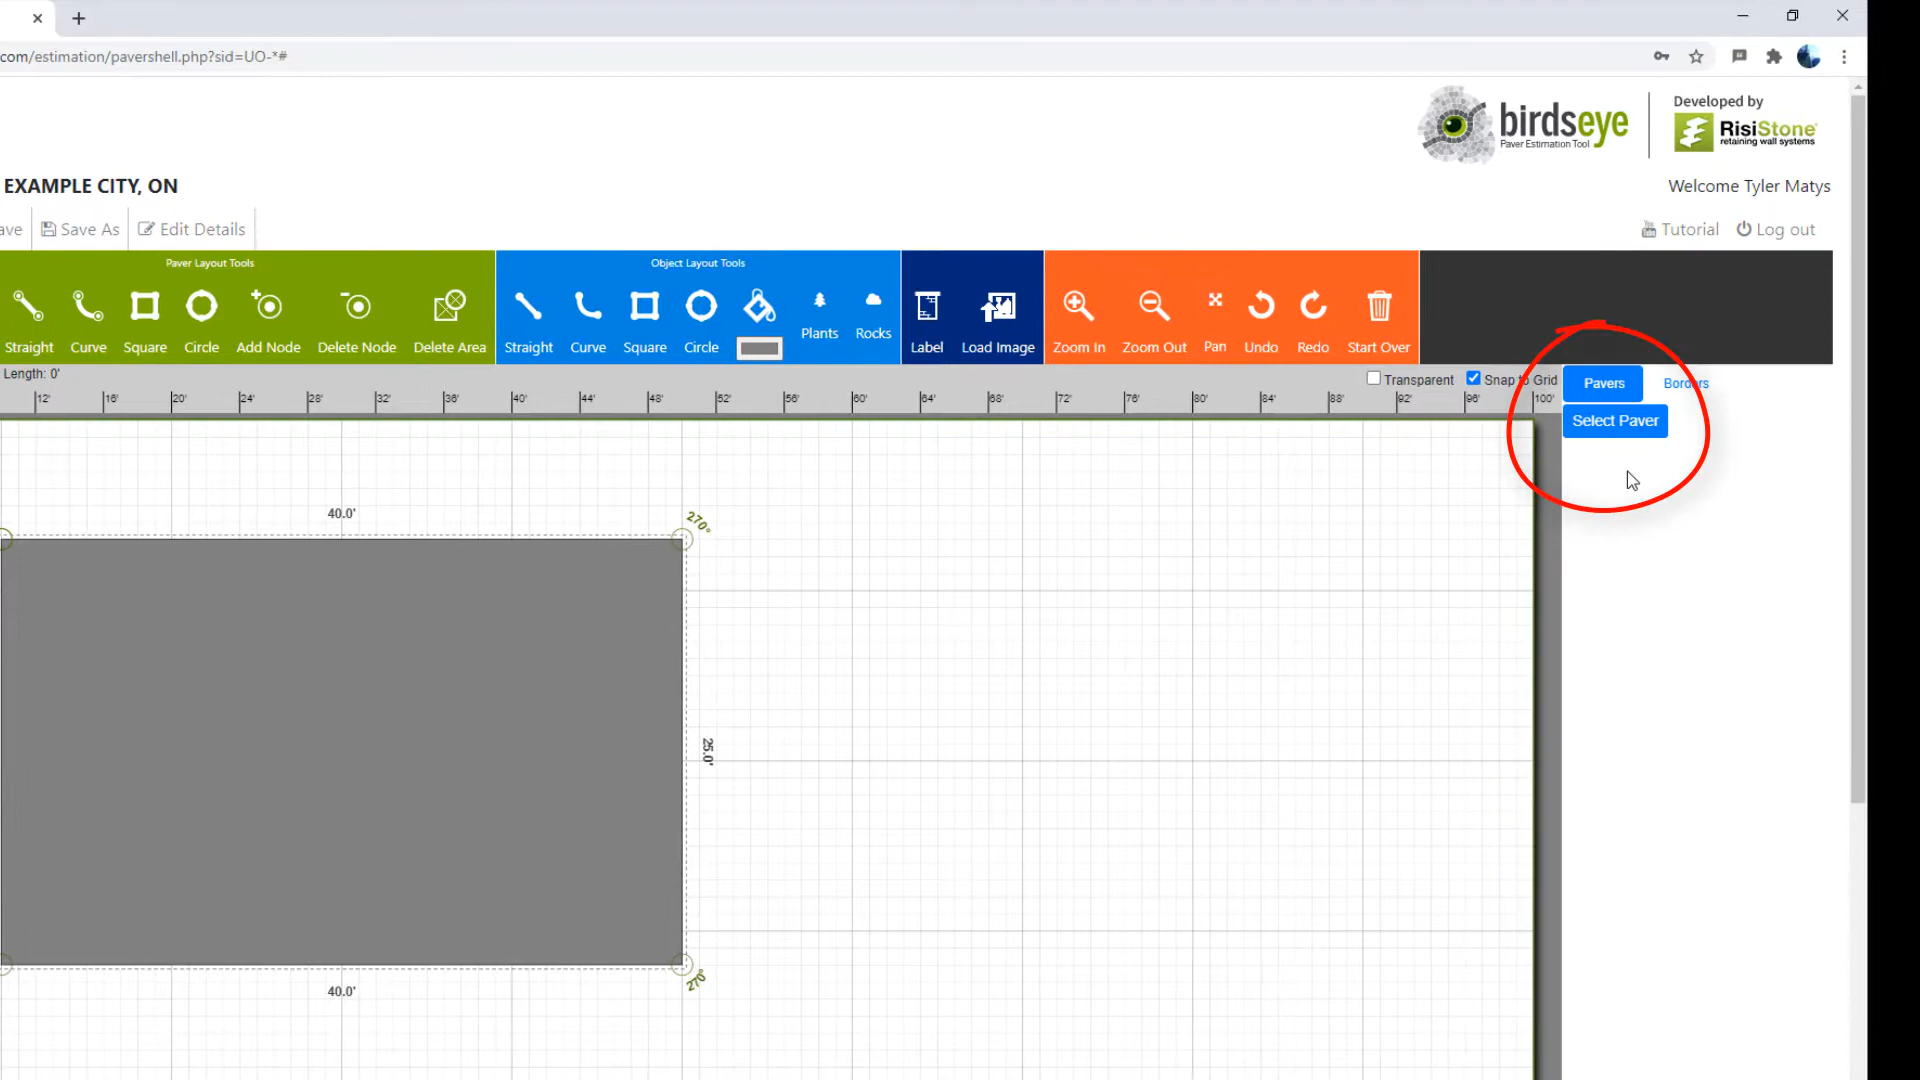 com/estimation/pavershell.php?sid=UO-*#
birdseye
Paver Estimation Tool
Developed by
RisiStone
retaining wall systems
EXAMPLE CITY, ON
Welcome Tyler Matys
ave
Save As
Edit Details
Tutorial
Log out
Paver Layout Tools
Object Layout Tools
Straight
Curve
Square
Circle
Add Node
Delete Node
Delete Area
Straight
Curve
Square
Circle
Plants
Rocks
Label
Load Image
Zoom In
Zoom Out
Pan
Undo
Redo
Start Over
Length: 0'
Transparent
Snap to Grid
Pavers
Borders
12' 16' 20' 24' 28' 32' 36' 40' 44' 48' 52' 56' 60' 64' 68' 72' 76' 80' 84' 88' 92' 96' 100'
Select Paver
40.0'
270°
25.0'
270°
40.0'